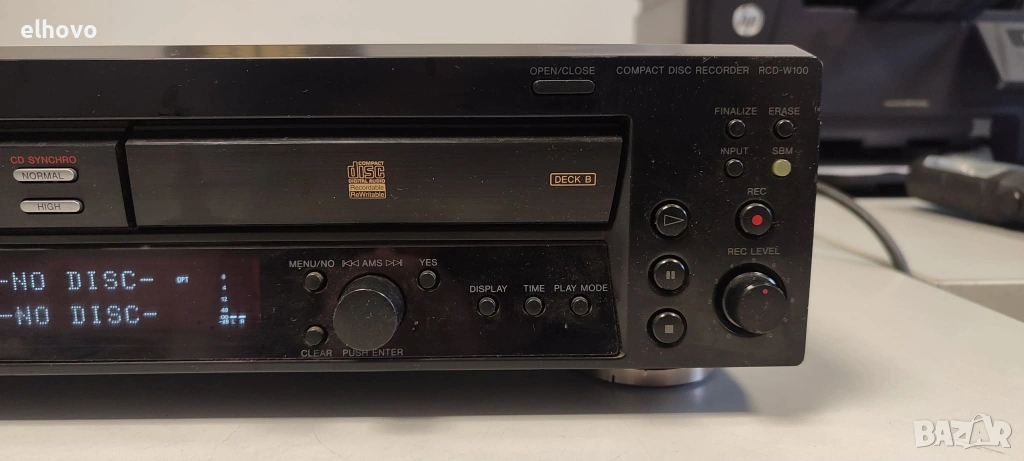 elhovo
hp
OPEN/CLOSE
COMPACT DISC RECORDER RCD-W100
FINALIZE ERASE
INPUT SBM
CD SYNCHRO
NORMAL
HIGH
COMPACT
disc
DIGITAL AUDIO
Recordable
ReWritable
DECK B
REC
REC LEVEL
MENU/NO
AMS
YES
-NO DISC-
OPT
-NO DISC-
DISPLAY TIME PLAY MODE
CLEAR
PUSH ENTER
BAZAR